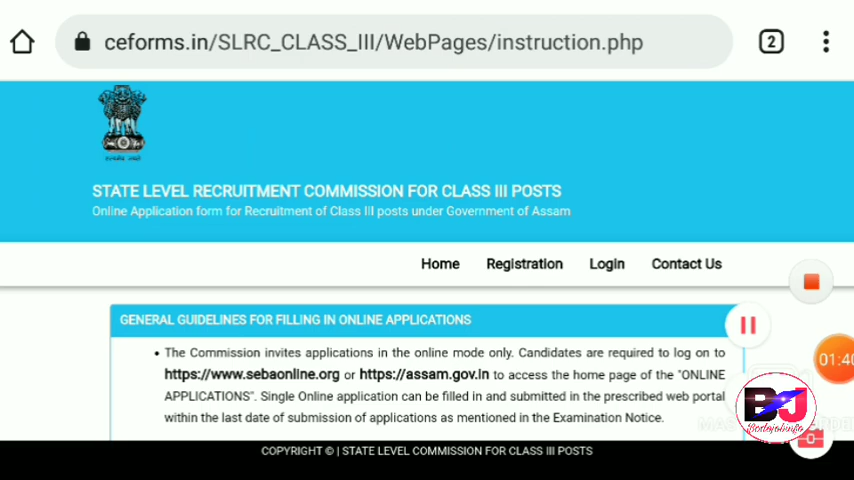 ceforms.in/SLRC_CLASS_III/WebPages/instruction.php
2
STATE LEVEL RECRUITMENT COMMISSION FOR CLASS III POSTS
Online Application form for Recruitment of Class III posts under Government of Assam
Home Registration Login Contact Us
GENERAL GUIDELINES FOR FILLING IN ONLINE APPLICATIONS
• The Commission invites applications in the online mode only. Candidates are required to log on to
https://www.sebaonline.org or https://assam.gov.in to access the home page of the "ONLINE
APPLICATIONS". Single Online application can be filled in and submitted in the prescribed web portal
within the last date of submission of applications as mentioned in the Examination Notice.
01:40
BJ
Bodojobinfo
COPYRIGHT © | STATE LEVEL COMMISSION FOR CLASS III POSTS